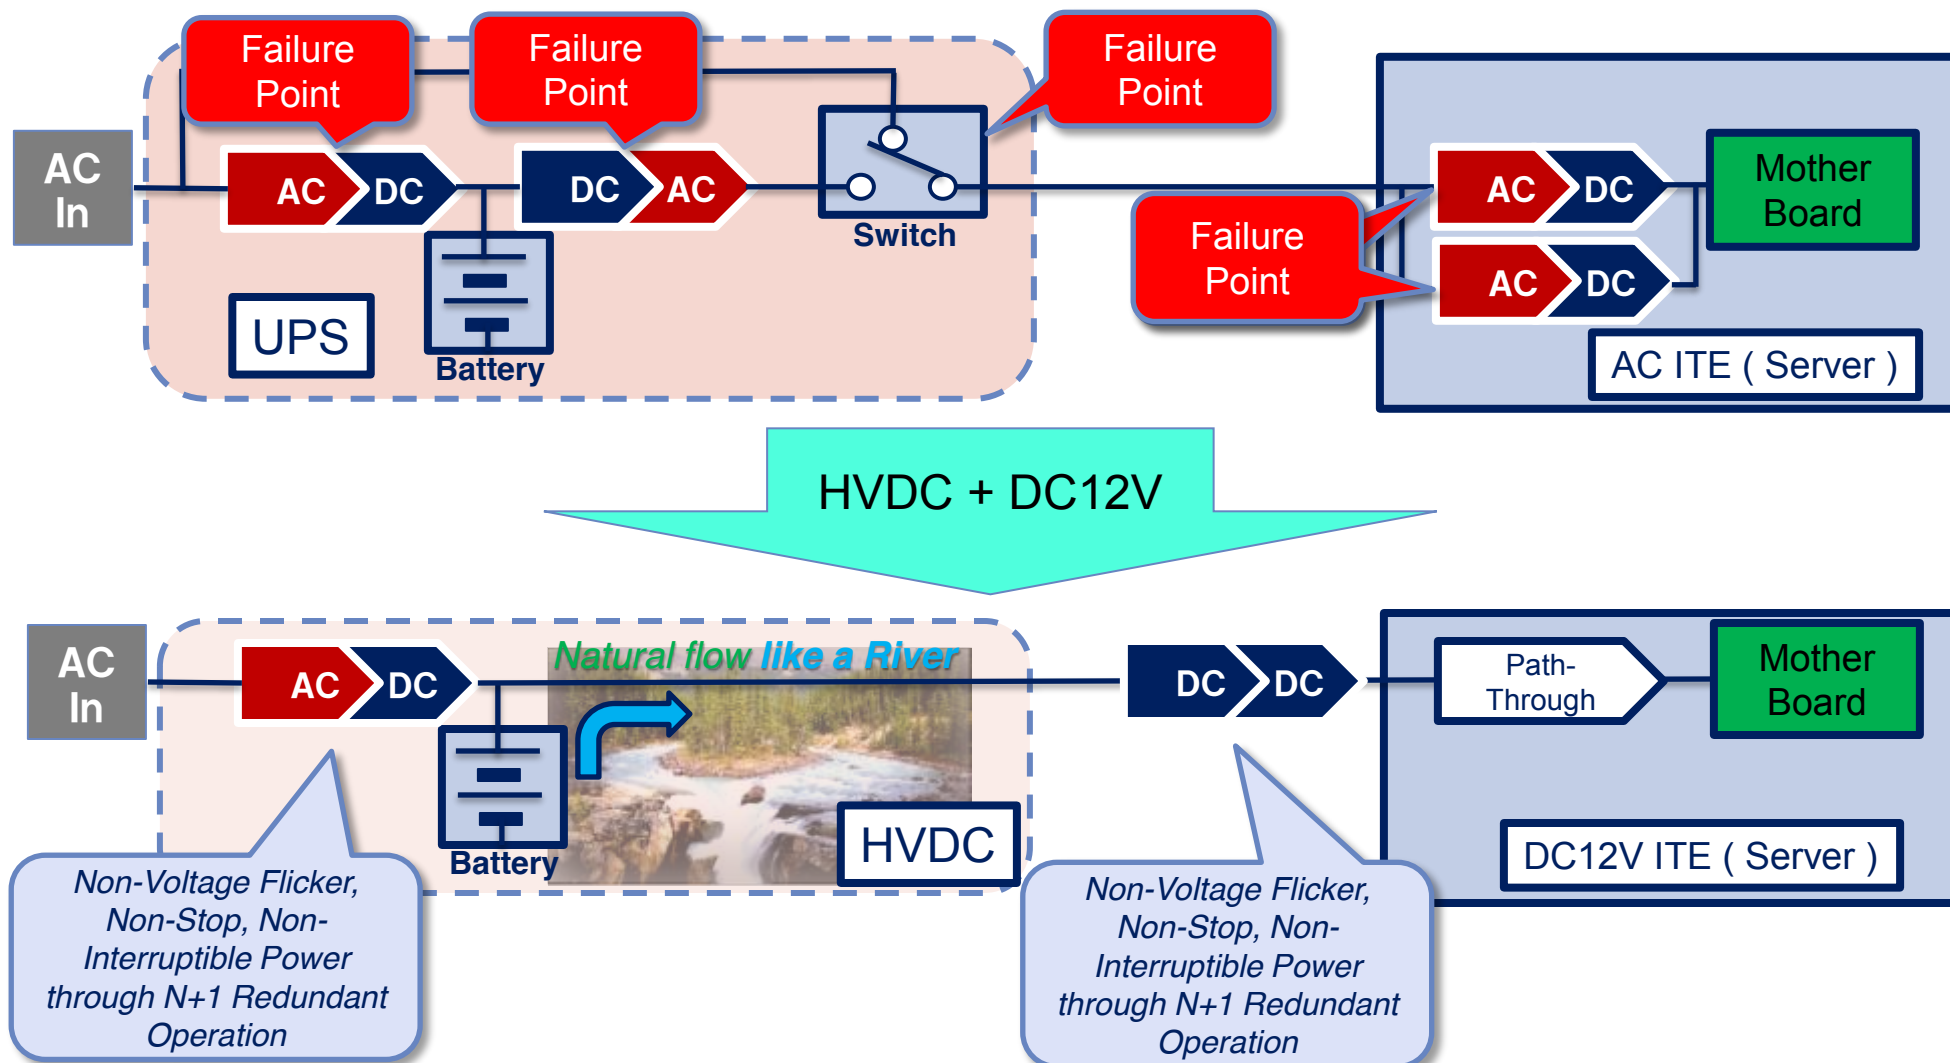 Failure
Point
Failure
Point
Failure
Point
AC
In
AC
DC
DC
AC
Switch
Battery
UPS
Failure
Point
AC
DC
AC
DC
Mother
Board
AC ITE ( Server )
HVDC + DC12V
AC
In
AC
DC
Battery
Natural flow like a River
HVDC
DC
DC
Path-
Through
Mother
Board
DC12V ITE ( Server )
Non-Voltage Flicker,
Non-Stop, Non-
Interruptible Power
through N+1 Redundant
Operation
Non-Voltage Flicker,
Non-Stop, Non-
Interruptible Power
through N+1 Redundant
Operation